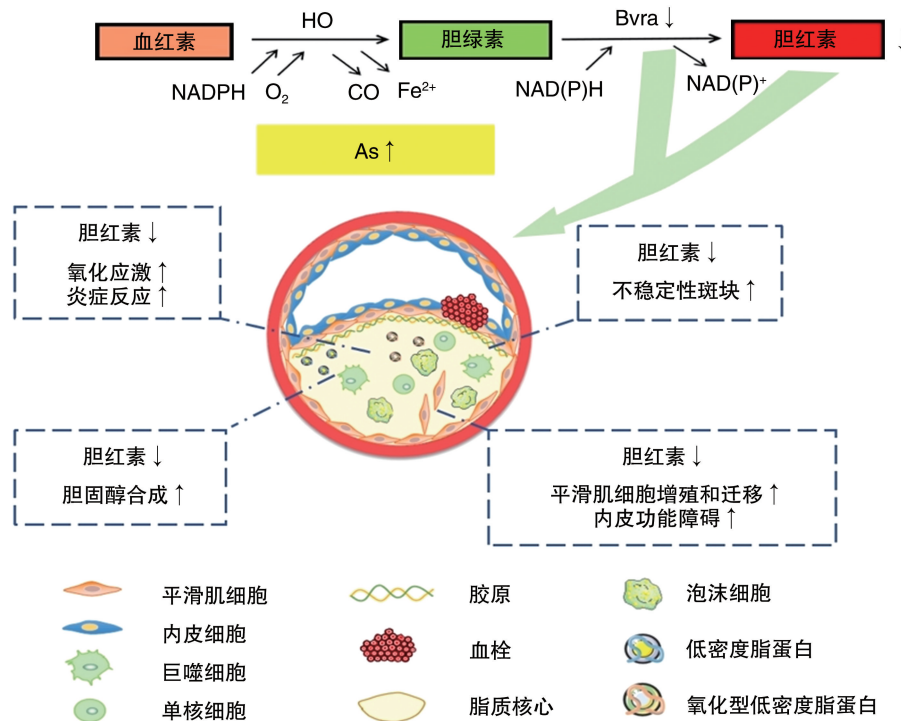 HO
Bvra ↓
血红素
胆绿素
胆红素
NADPH
O₂
CO
Fe²⁺
NAD(P)H
NAD(P)⁺
As ↑
胆红素 ↓
氧化应激 ↑
炎症反应 ↑
胆红素 ↓
不稳定性斑块 ↑
胆红素 ↓
胆固醇合成 ↑
胆红素 ↓
平滑肌细胞增殖和迁移 ↑
内皮功能障碍 ↑
平滑肌细胞
胶原
泡沫细胞
内皮细胞
血栓
低密度脂蛋白
巨噬细胞
单核细胞
脂质核心
氧化型低密度脂蛋白